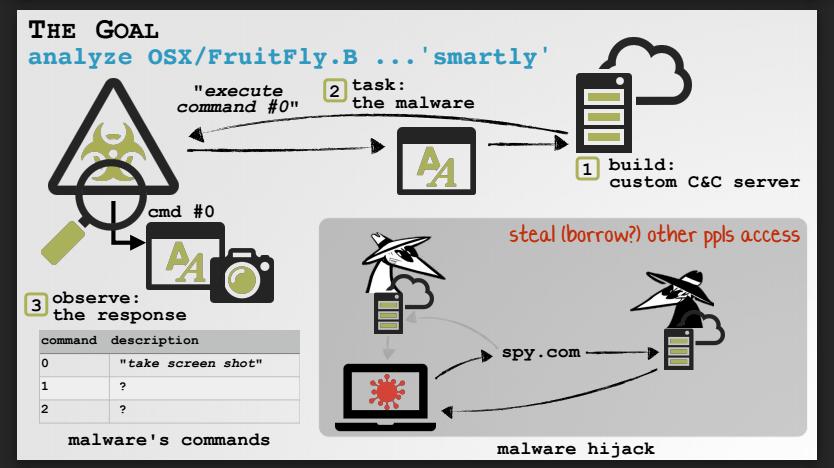 THE GOAL
analyze OSX/FruitFly.B ...'smartly'
"execute
command #0"
2 task:
the malware
AA
1 build:
custom C&C server
cmd #0
AA
3 observe:
the response
command description
0 "take screen shot"
1 ?
2 ?
malware's commands
steal (borrow?) other ppls access
spy.com
malware hijack